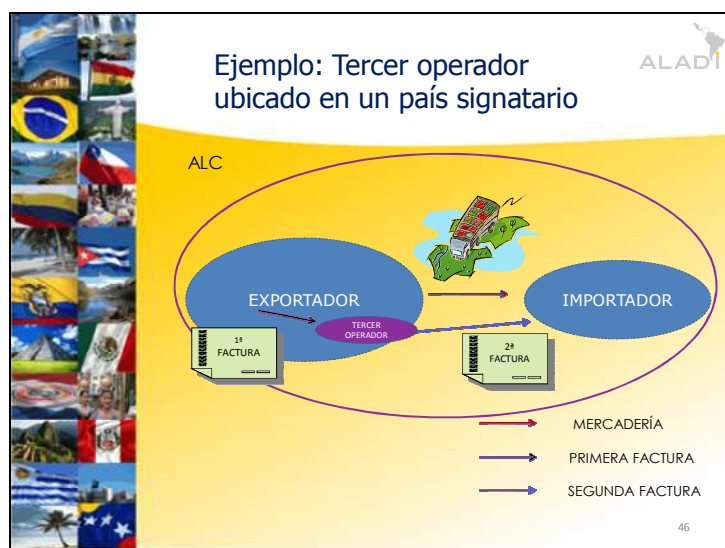 Ejemplo: Tercer operador
ubicado en un país signatario
ALADI
ALC
EXPORTADOR
IMPORTADOR
TERCER
OPERADOR
1ª
FACTURA
2ª
FACTURA
MERCADERÍA
PRIMERA FACTURA
SEGUNDA FACTURA
46